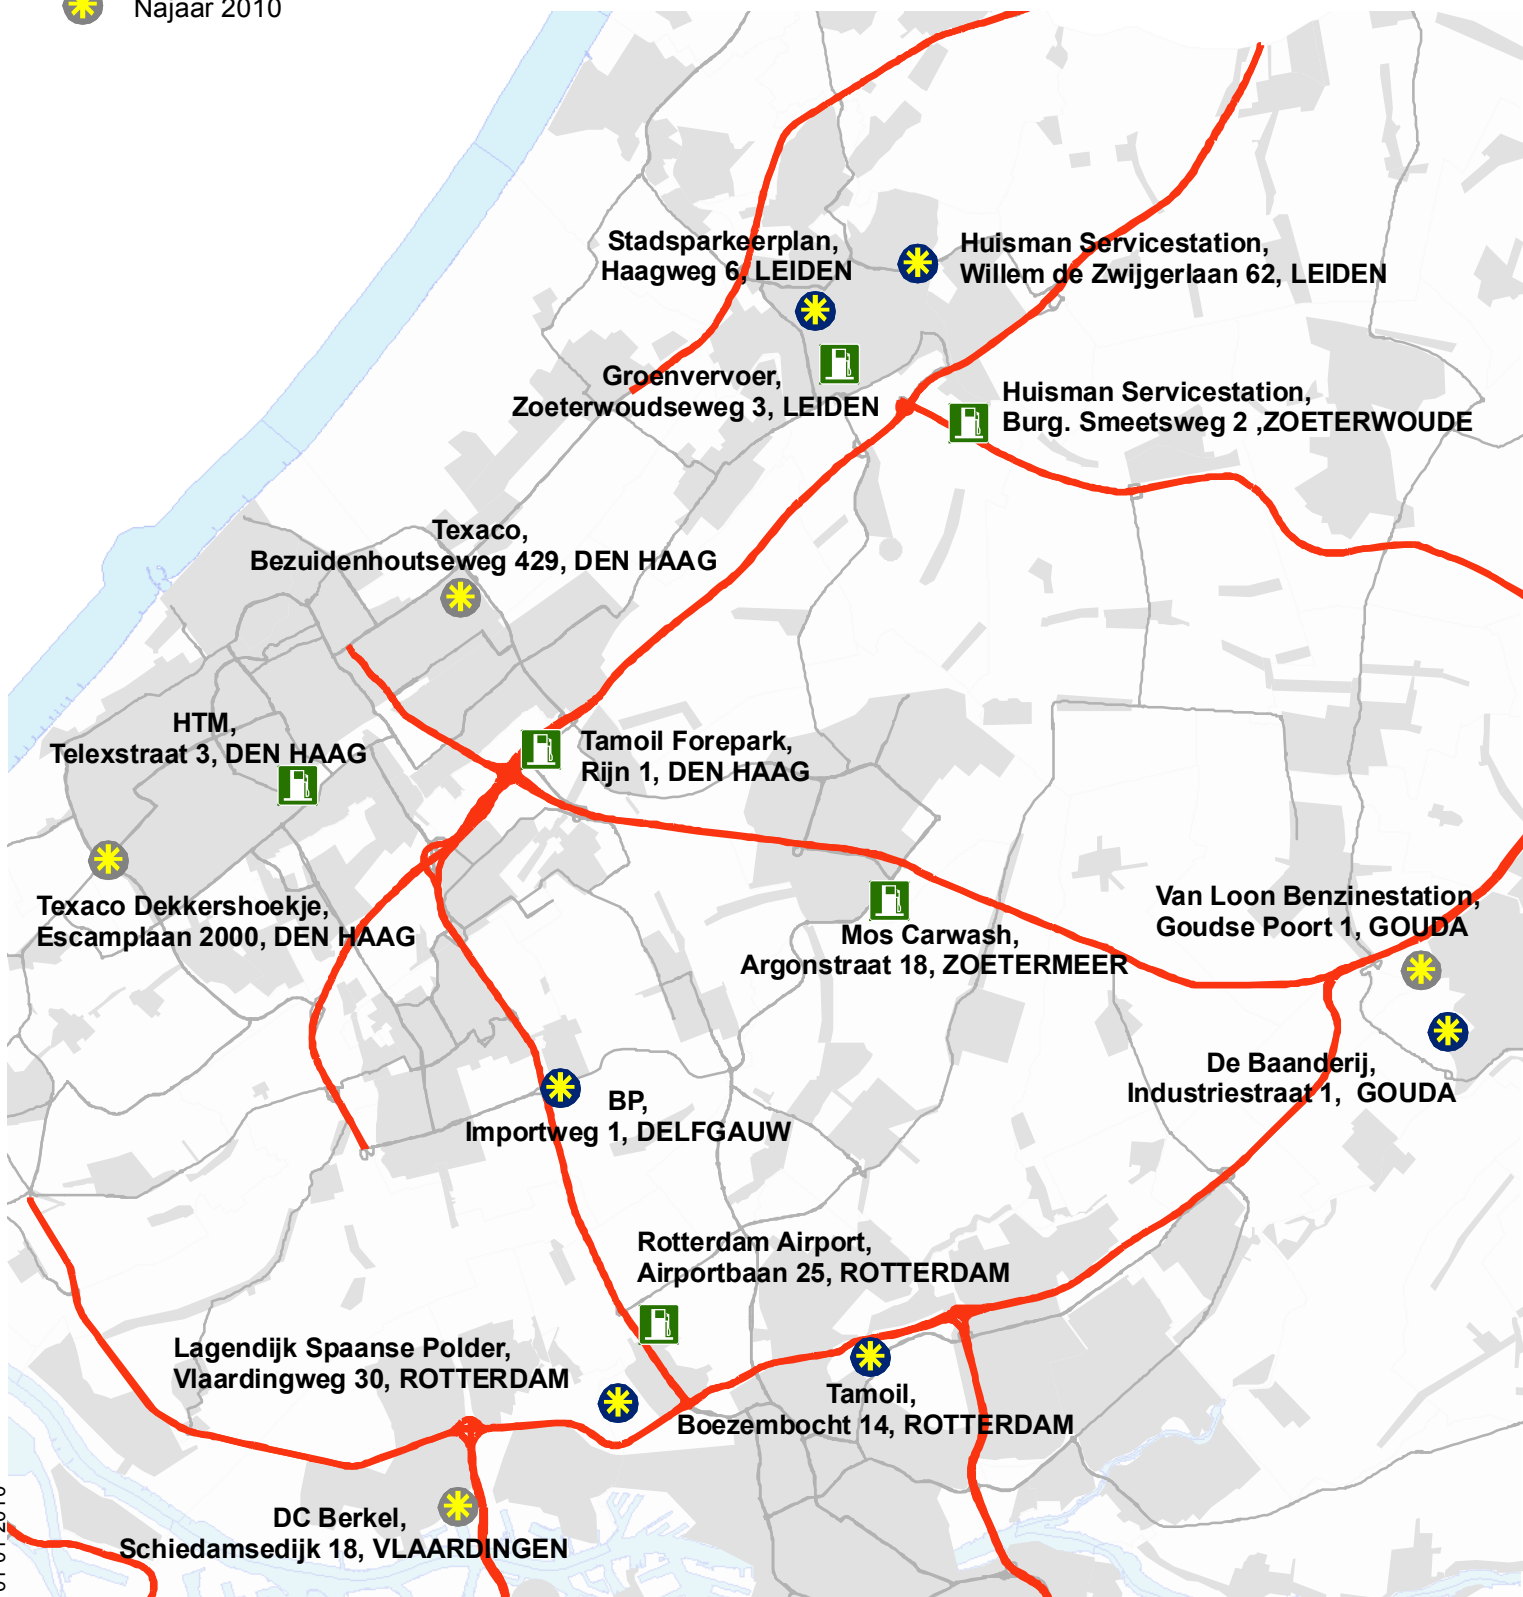 Najaar 2010
Stadsparkeerplan,
Haagweg 6, LEIDEN
Huisman Servicestation,
Willem de Zwijgerlaan 62, LEIDEN
Groenvervoer,
Zoeterwoudseweg 3, LEIDEN
Huisman Servicestation,
Burg. Smeetsweg 2 ,ZOETERWOUDE
Texaco,
Bezuidenhoutseweg 429, DEN HAAG
HTM,
Telexstraat 3, DEN HAAG
Tamoil Forepark,
Rijn 1, DEN HAAG
Texaco Dekkershoekje,
Escamplaan 2000, DEN HAAG
Mos Carwash,
Argonstraat 18, ZOETERMEER
Van Loon Benzinestation,
Goudse Poort 1, GOUDA
De Baanderij,
Industriestraat 1, GOUDA
BP,
Importweg 1, DELFGAUW
Rotterdam Airport,
Airportbaan 25, ROTTERDAM
Lagendijk Spaanse Polder,
Vlaardingweg 30, ROTTERDAM
Tamoil,
Boezembocht 14, ROTTERDAM
DC Berkel,
Schiedamsedijk 18, VLAARDINGEN